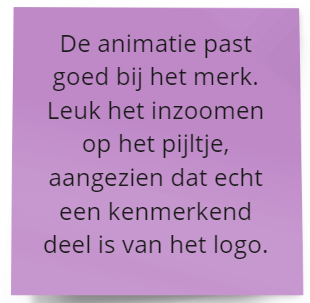 De animatie past
goed bij het merk.
Leuk het inzoomen
op het pijltje,
aangezien dat echt
een kenmerkend
deel is van het logo.